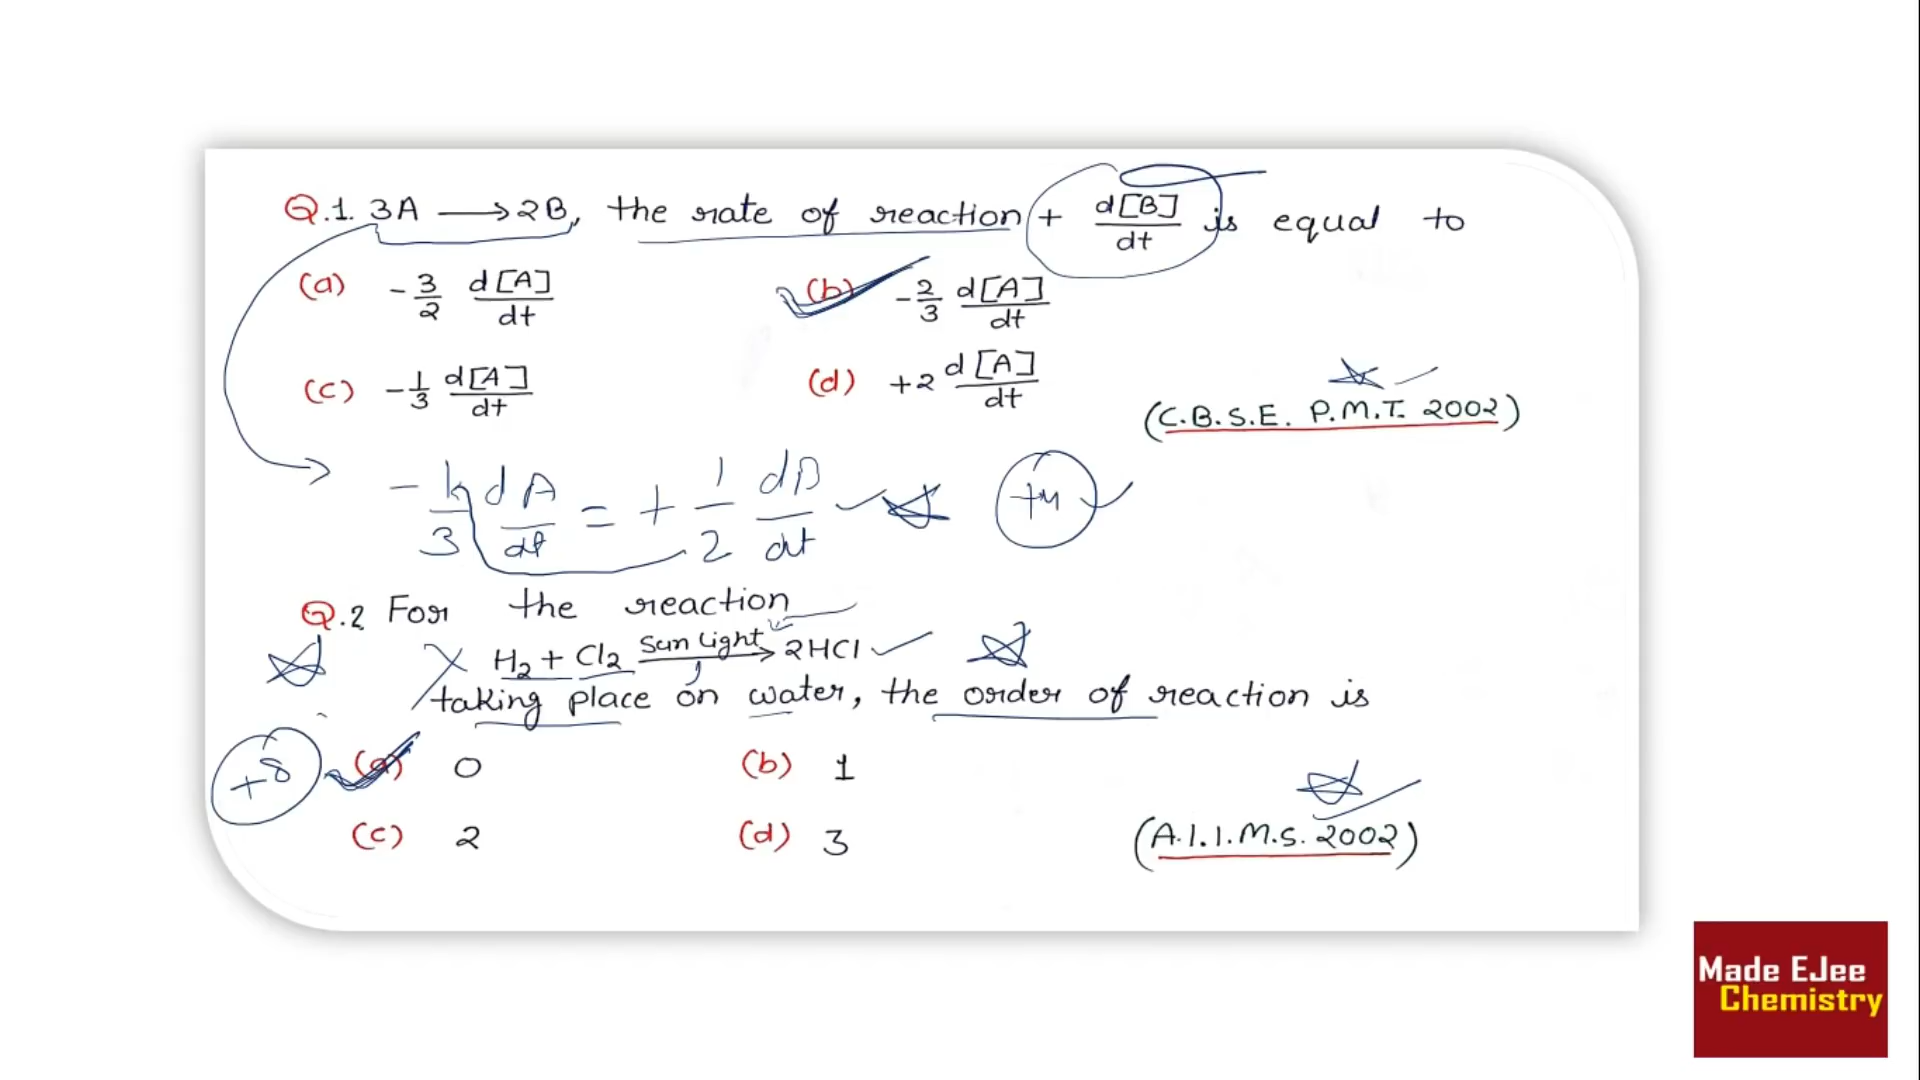 Q.1. 3A ⟶ 2B, the rate of reaction + d[B]/dt is equal to
(a) -3/2 d[A]/dt (b) -2/3 d[A]/dt
(c) -1/3 d[A]/dt (d) +2 d[A]/dt
(C.B.S.E. P.M.T. 2002)
-1/3 dA/dt = +1/2 dB/dt +4
Q.2 For the reaction
H2 + Cl2 Sun Light ⟶ 2HCl
taking place on water, the order of reaction is
+8 (a) 0 (b) 1
(c) 2 (d) 3
(A.I.I.M.S. 2002)
Made EJee
Chemistry